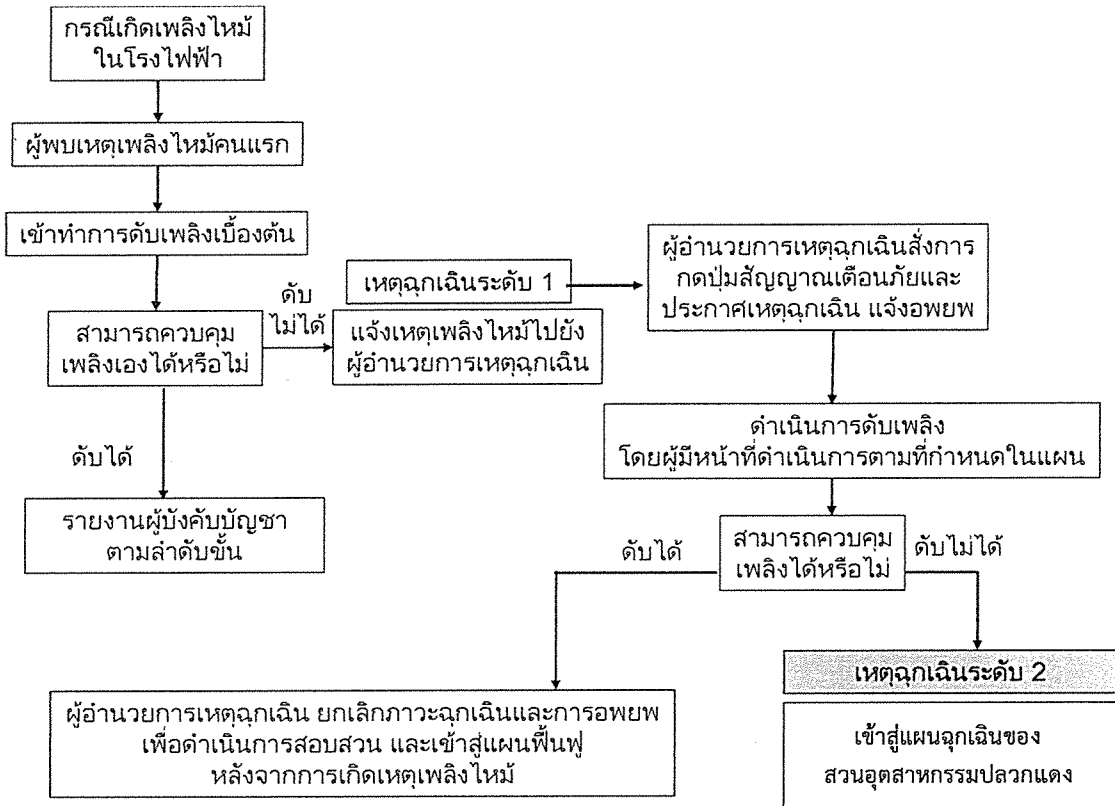 กรณีเกิดเพลิงไหม้
ในโรงไฟฟ้า
ผู้พบเหตุเพลิงไหม้คนแรก
เข้าทำการดับเพลิงเบื้องต้น
สามารถควบคุม
เพลิงเองได้หรือไม่
ดับ
ไม่ได้
ดับได้
รายงานผู้บังคับบัญชา
ตามลำดับขั้น
เหตุฉุกเฉินระดับ 1
แจ้งเหตุเพลิงไหม้ไปยัง
ผู้อำนวยการเหตุฉุกเฉิน
ผู้อำนวยการเหตุฉุกเฉินสั่งการ
กดปุ่มสัญญาณเตือนภัยและ
ประกาศเหตุฉุกเฉิน แจ้งอพยพ
ดำเนินการดับเพลิง
โดยผู้มีหน้าที่ดำเนินการตามที่กำหนดในแผน
สามารถควบคุม
เพลิงได้หรือไม่
ดับได้
ดับไม่ได้
ผู้อำนวยการเหตุฉุกเฉิน ยกเลิกภาวะฉุกเฉินและการอพยพ
เพื่อดำเนินการสอบสวน และเข้าสู่แผนฟื้นฟู
หลังจากการเกิดเหตุเพลิงไหม้
เหตุฉุกเฉินระดับ 2
เข้าสู่แผนฉุกเฉินของ
สวนอุตสาหกรรมปลวกแดง